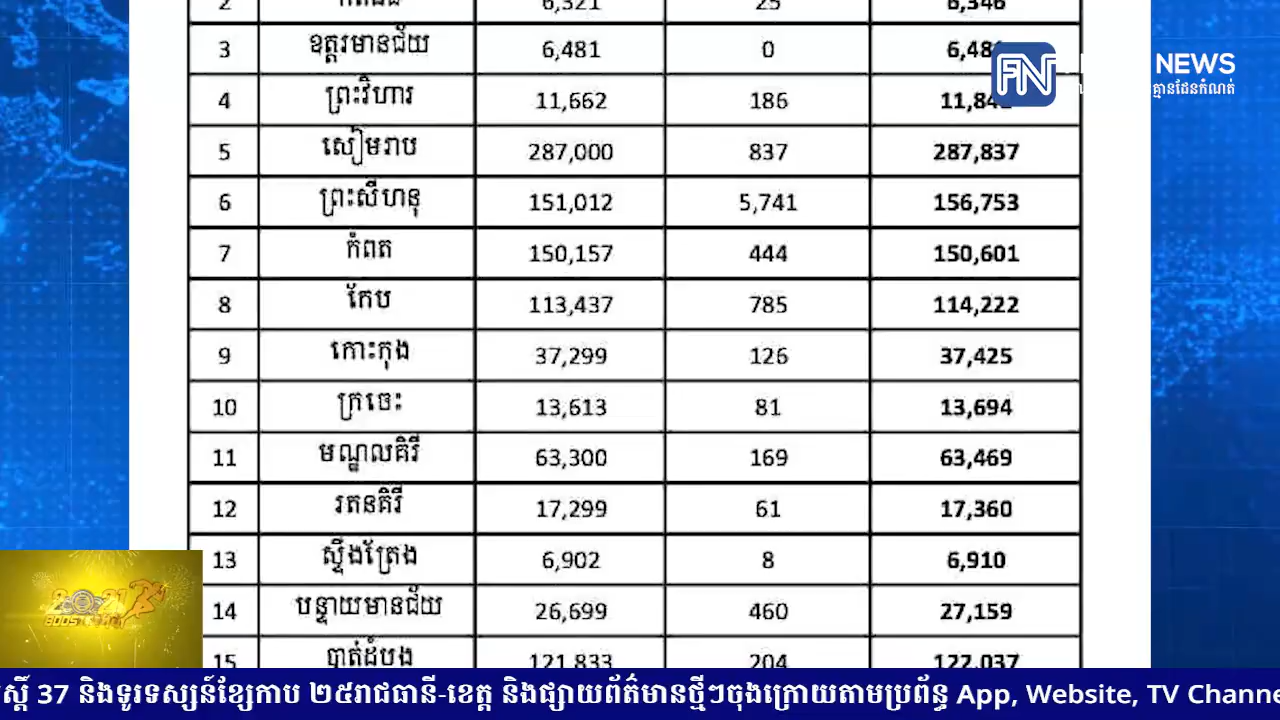 3 ឧត្តរមានជ័យ 6,481 0
NEWS
គ្មានដែនកំណត់
4 ព្រះវិហារ 11,662 186
5 សៀមរាប 287,000 837 287,837
6 ព្រះសីហនុ 151,012 5,741 156,753
7 កំពត 150,157 444 150,601
8 កែប 113,437 785 114,222
9 កោះកុង 37,299 126 37,425
10 ក្រចេះ 13,613 81 13,694
11 មណ្ឌលគិរី 63,300 169 63,469
12 រតនគិរី 17,299 61 17,360
13 ស្ទឹងត្រែង 6,902 8 6,910
14 បន្ទាយមានជ័យ 26,699 460 27,159
15 បាត់ដំបង 121,833 204 122,037
2021
37 និងទូរទស្សន៍ខ្សែកាប ២៥រាជធានី-ខេត្ត និងផ្សាយព័ត៌មានថ្មីៗចុងក្រោយតាមប្រព័ន្ធ App, Website, TV